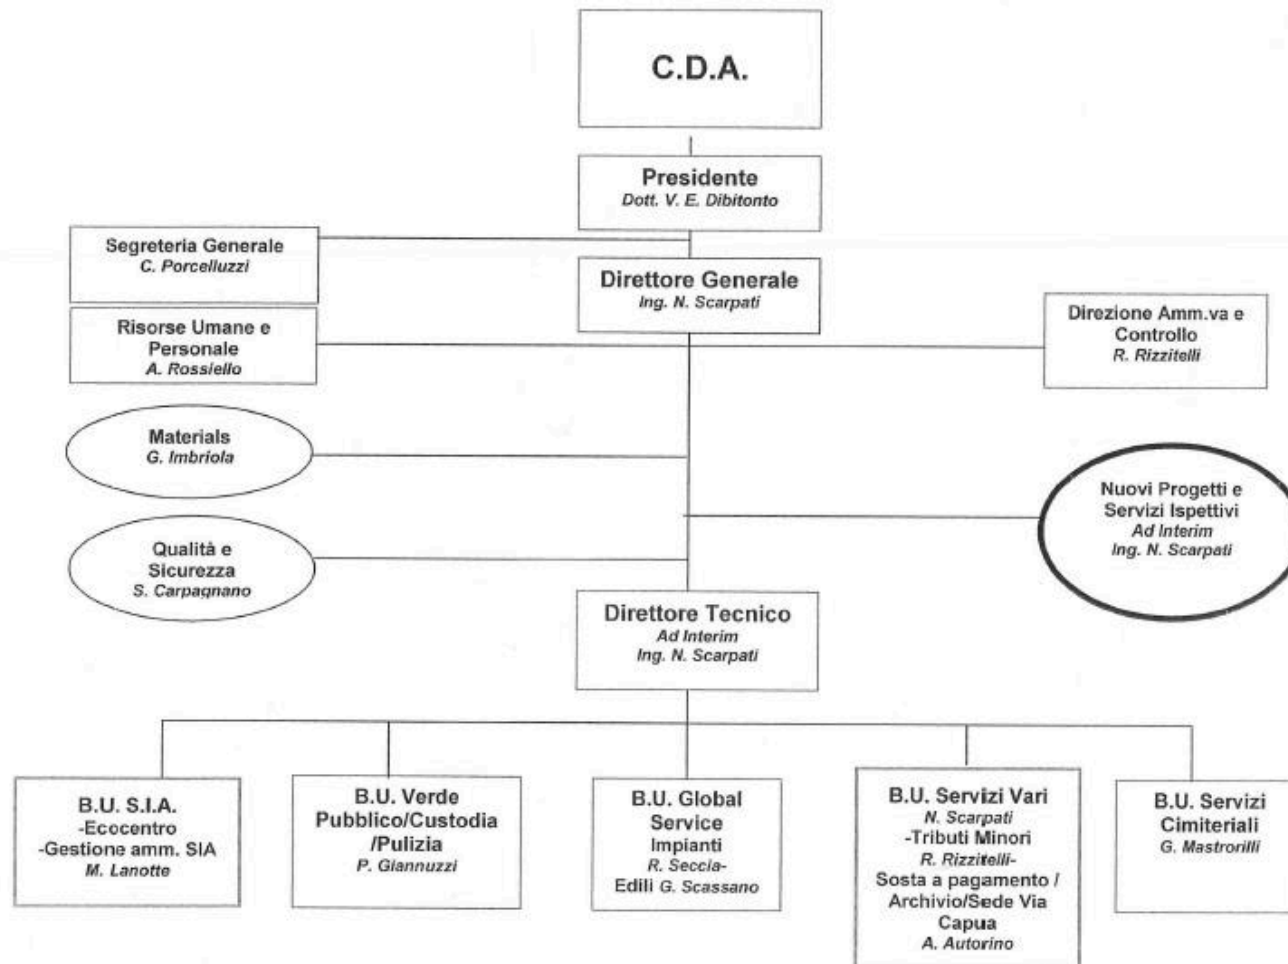 C.D.A.
Presidente
Dott. V. E. Dibitonto
Segreteria Generale
C. Porcelluzzi
Direttore Generale
Ing. N. Scarpati
Risorse Umane e
Personale
A. Rossiello
Direzione Amm.va e
Controllo
R. Rizzitelli
Materials
G. Imbriola
Nuovi Progetti e
Servizi Ispettivi
Ad Interim
Ing. N. Scarpati
Qualità e
Sicurezza
S. Carpagnano
Direttore Tecnico
Ad Interim
Ing. N. Scarpati
B.U. S.I.A.
-Ecocentro
-Gestione amm. SIA
M. Lanotte
B.U. Verde
Pubblico/Custodia
/Pulizia
P. Giannuzzi
B.U. Global
Service
Impianti
R. Seccia-
Edili G. Scassano
B.U. Servizi Vari
N. Scarpati
-Tributi Minori
R. Rizzitelli-
Sosta a pagamento /
Archivio/Sede Via
Capua
A. Autorino
B.U. Servizi
Cimiteriali
G. Mastrorilli